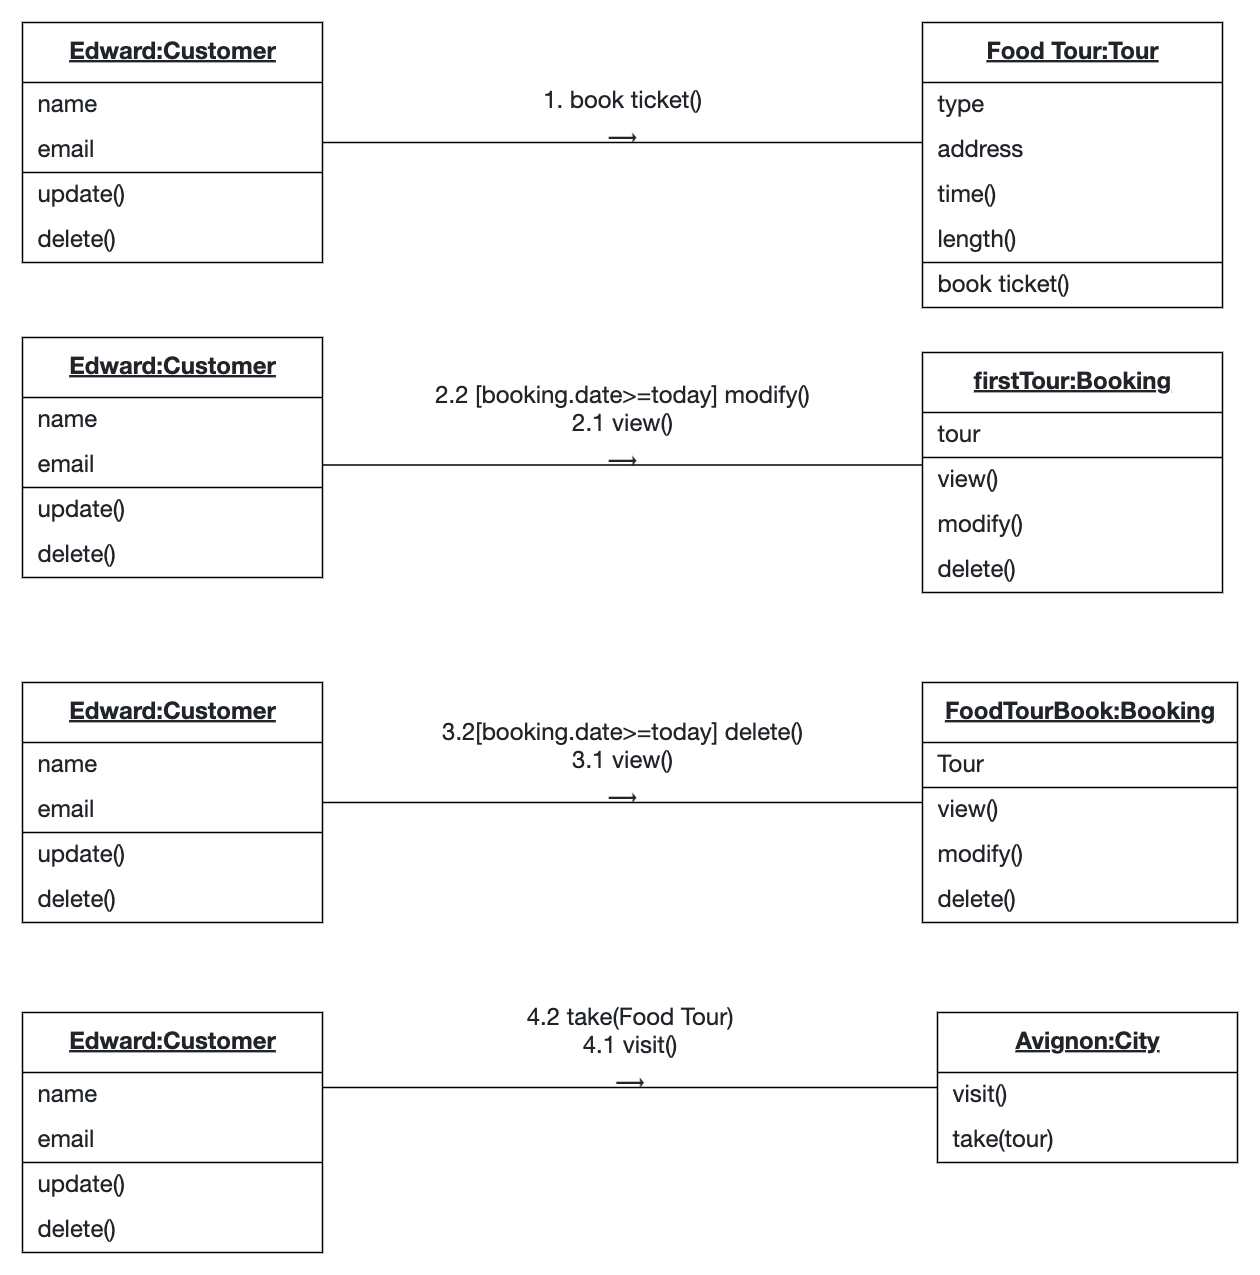 Edward:Customer
name
email
update()
delete()
1. book ticket()
Food Tour:Tour
type
address
time()
length()
book ticket()
Edward:Customer
name
email
update()
delete()
2.2 [booking.date>=today] modify()
2.1 view()
firstTour:Booking
tour
view()
modify()
delete()
Edward:Customer
name
email
update()
delete()
3.2[booking.date>=today] delete()
3.1 view()
FoodTourBook:Booking
Tour
view()
modify()
delete()
Edward:Customer
name
email
update()
delete()
4.2 take(Food Tour)
4.1 visit()
Avignon:City
visit()
take(tour)